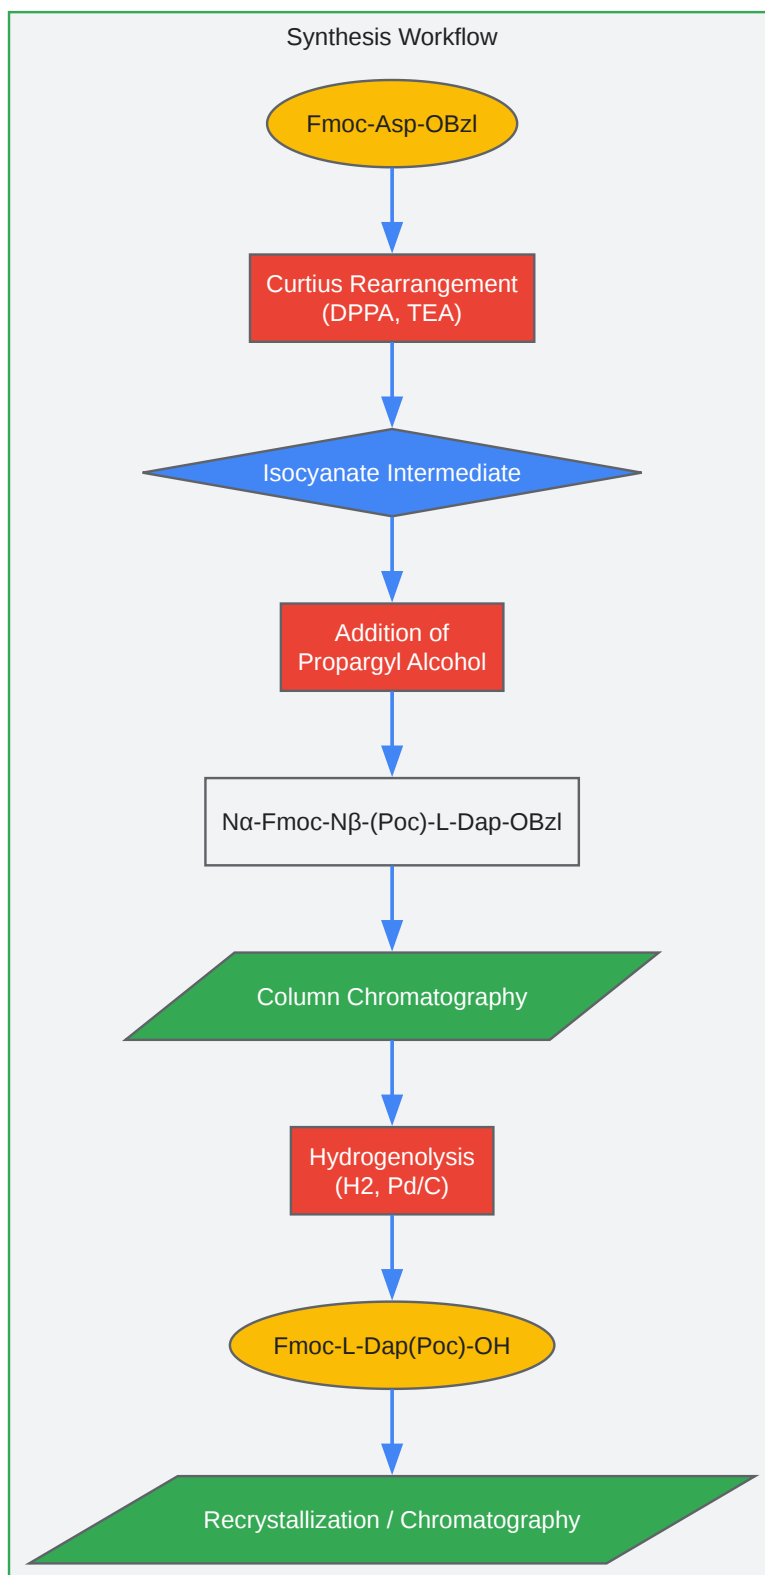 Synthesis Workflow
Fmoc-Asp-OBzl
Curtius Rearrangement
(DPPA, TEA)
Isocyanate Intermediate
Addition of
Propargyl Alcohol
Nα-Fmoc-Nβ-(Poc)-L-Dap-OBzl
Column Chromatography
Hydrogenolysis
(H2, Pd/C)
Fmoc-L-Dap(Poc)-OH
Recrystallization / Chromatography